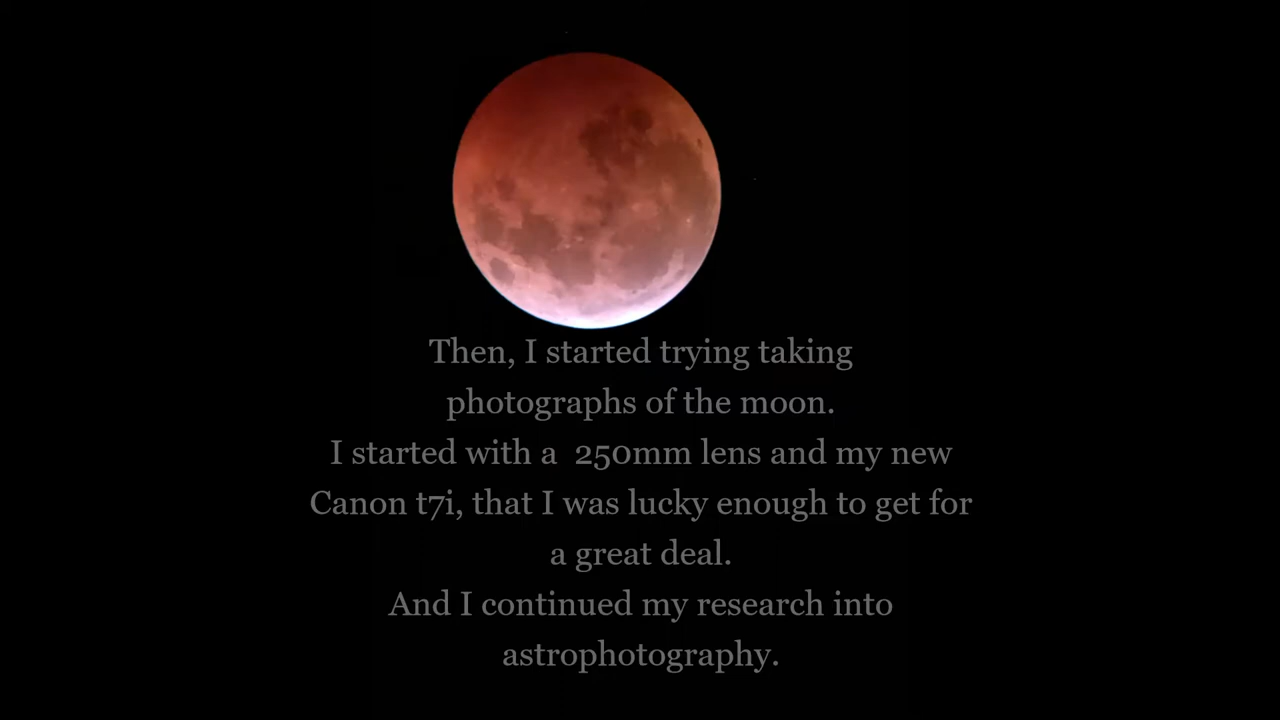 Then, I started trying taking
photographs of the moon.
I started with a  250mm lens and my new
Canon t7i, that I was lucky enough to get for
a great deal.
And I continued my research into
astrophotography.